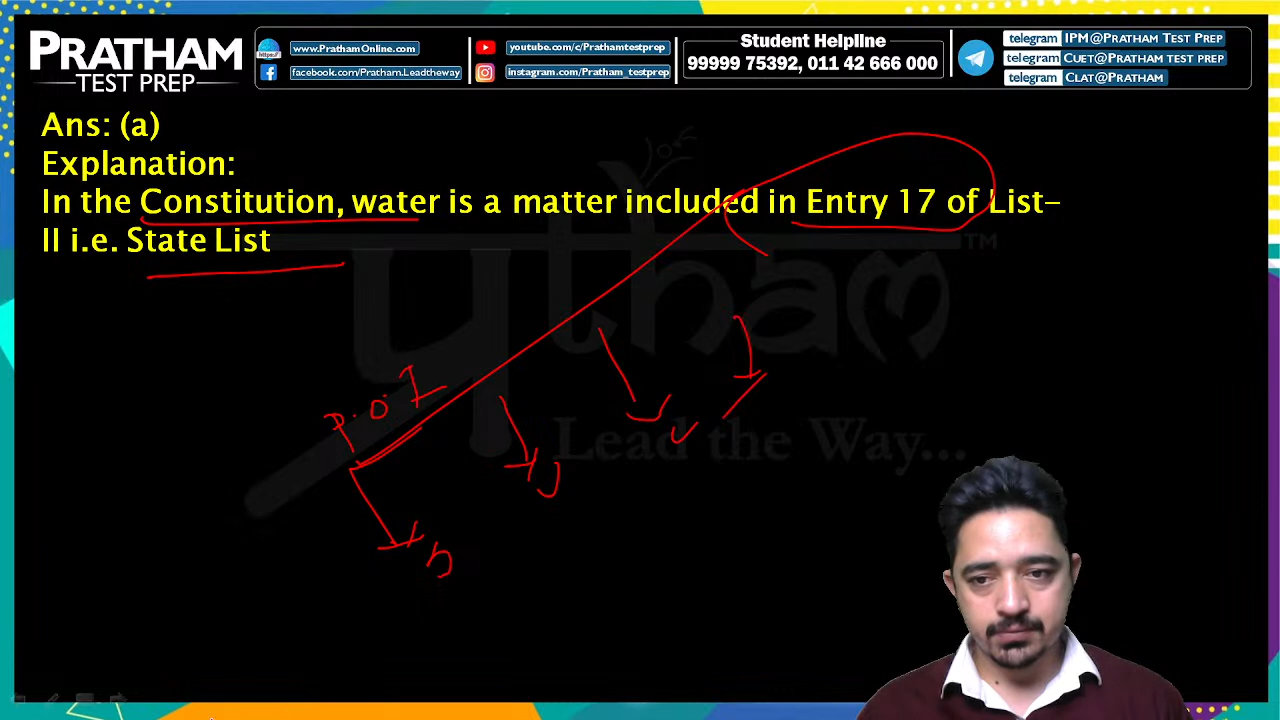 PRATHAM
TEST PREP
https://
www.PrathamOnline.com
facebook.com/Pratham.Leadtheway
youtube.com/c/Prathamtestprep
instagram.com/Pratham_testprep
Student Helpline
99999 75392, 011 42 666 000
telegram IPM@PRATHAM TEST PREP
telegram CUET@PRATHAM TEST PREP
telegram CLAT@PRATHAM
Ans: (a)
Explanation:
In the Constitution, water is a matter included in Entry 17 of List-
II i.e. State List
TM
P.O.I
Lead the Way...